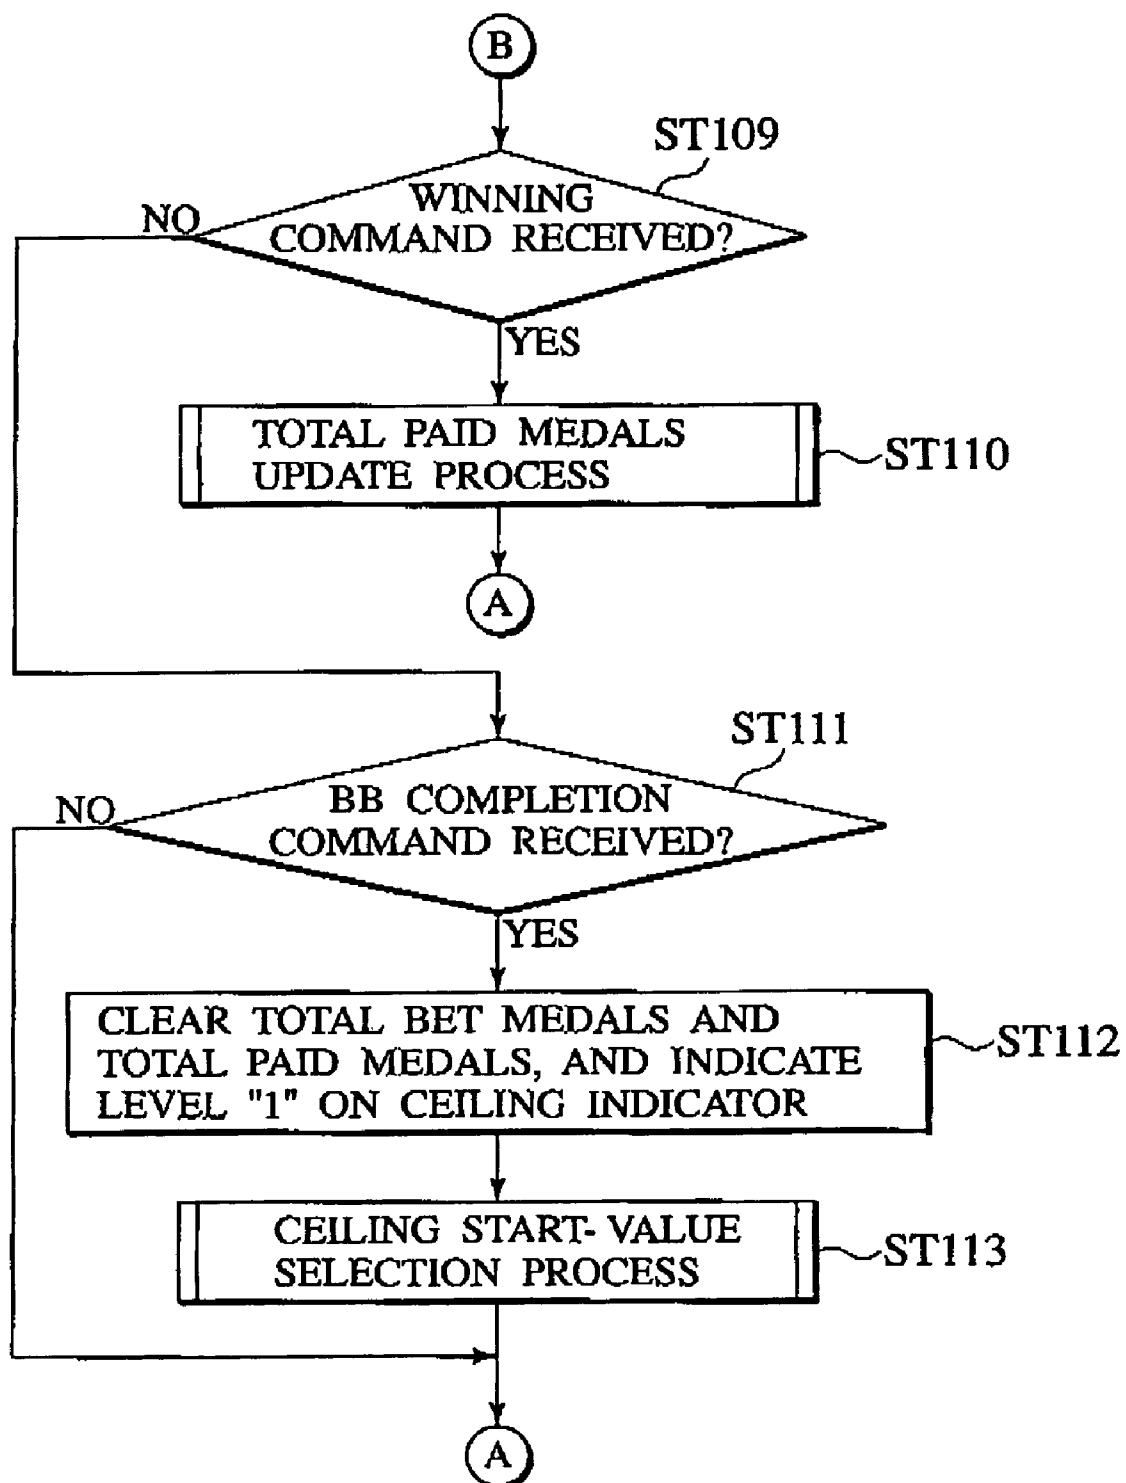 B
ST109
WINNING
COMMAND RECEIVED?
NO
YES
TOTAL PAID MEDALS
UPDATE PROCESS
ST110
A
ST111
BB COMPLETION
COMMAND RECEIVED?
NO
YES
CLEAR TOTAL BET MEDALS AND
TOTAL PAID MEDALS, AND INDICATE
LEVEL "1" ON CEILING INDICATOR
ST112
CEILING START-VALUE
SELECTION PROCESS
ST113
A